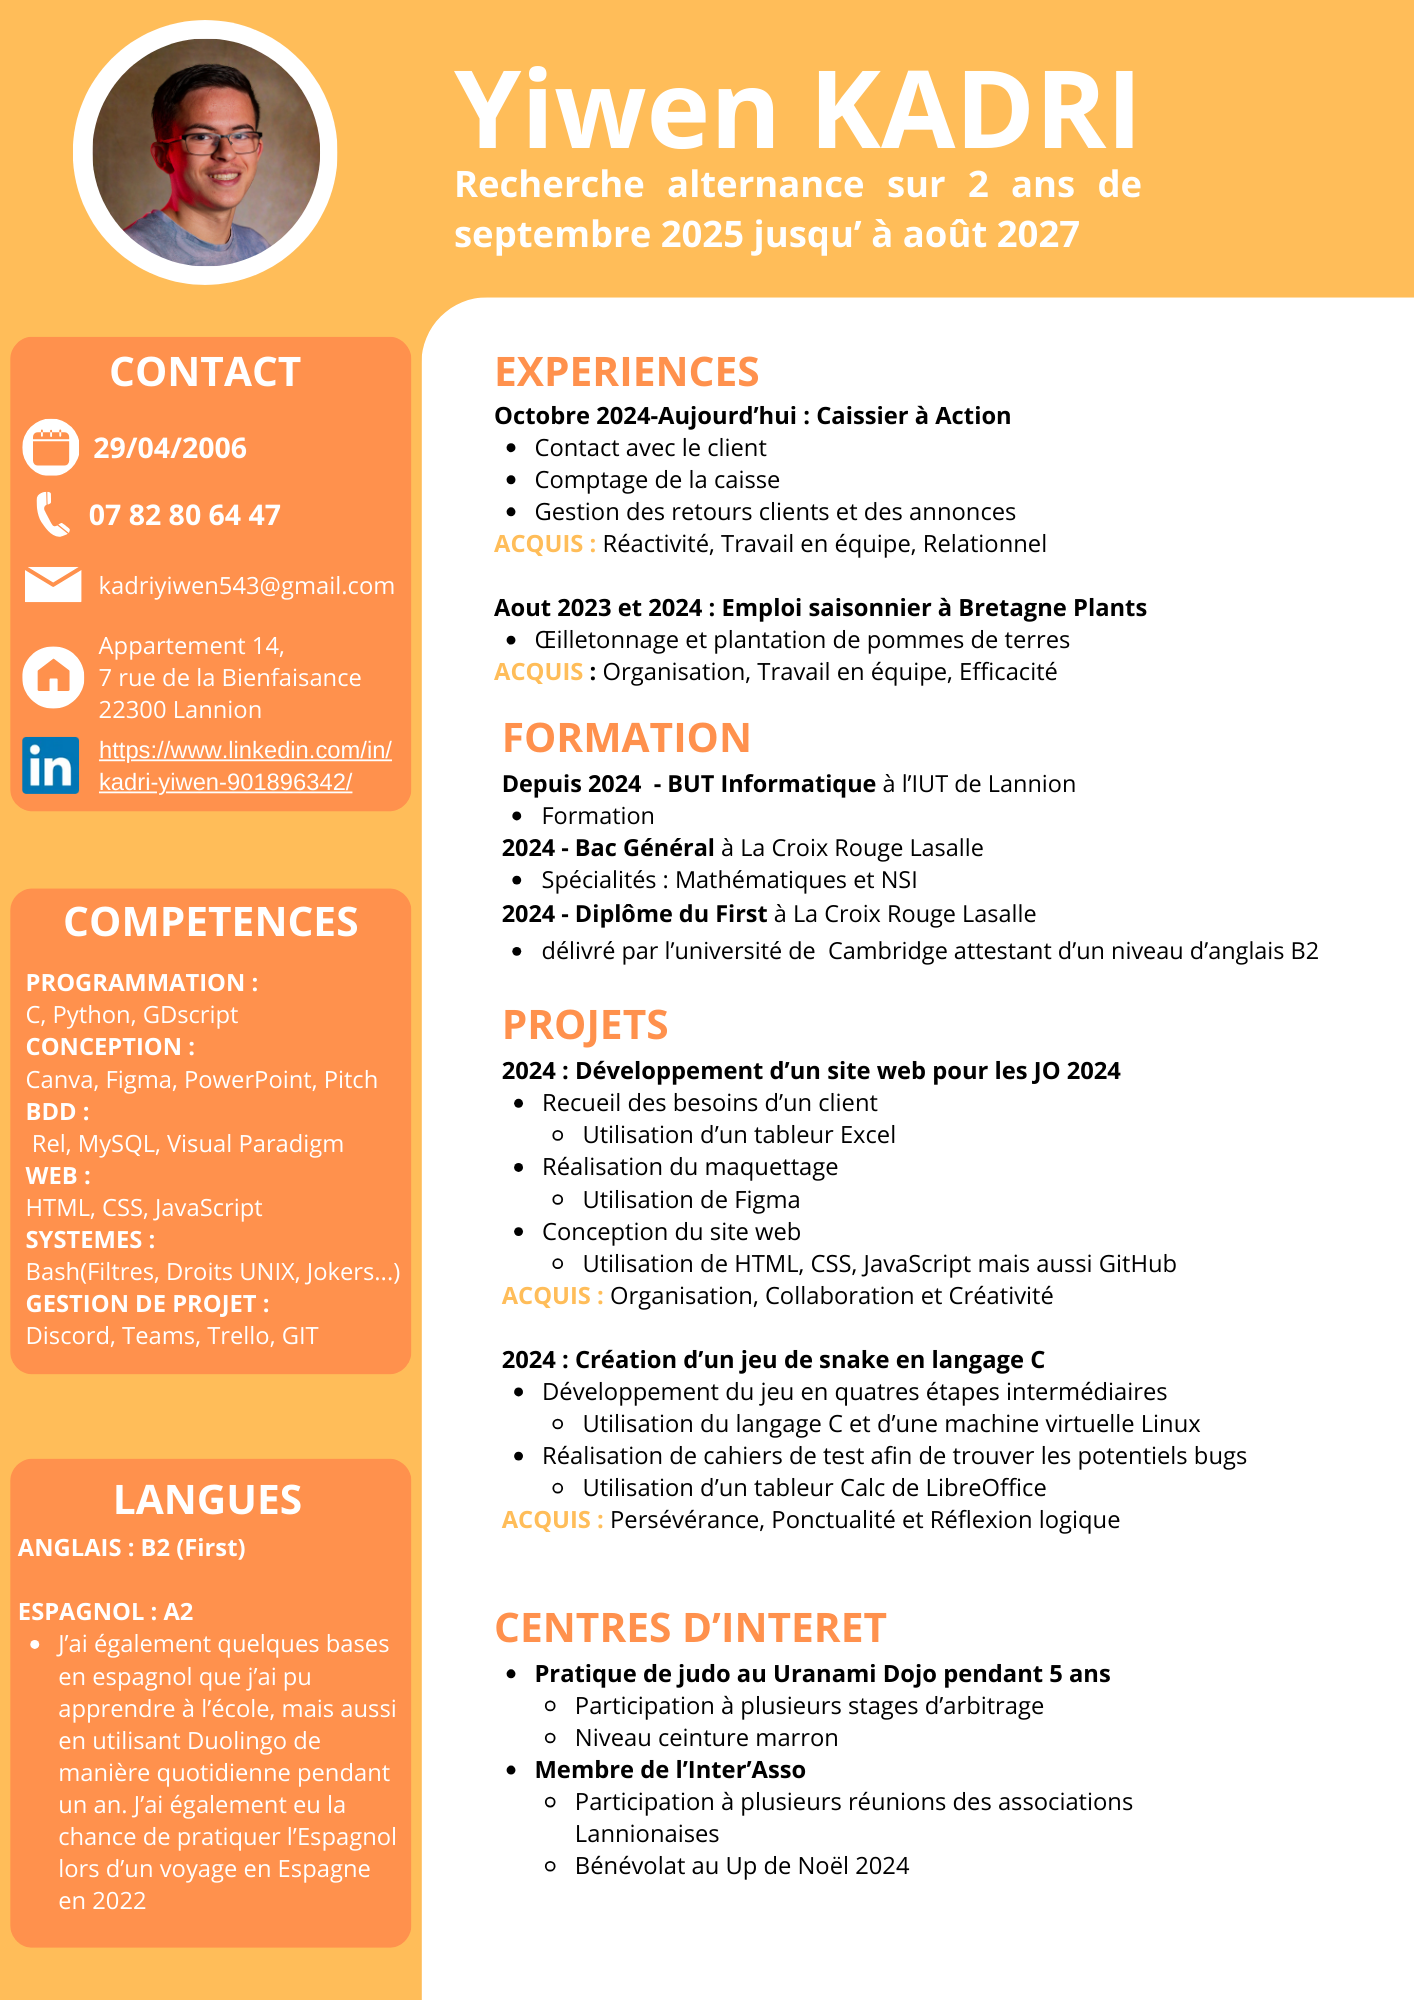 Yiwen KADRI
Recherche alternance sur 2 ans de
septembre 2025 jusqu’ à août 2027
CONTACT
29/04/2006
07 82 80 64 47
kadriyiwen543@gmail.com
Appartement 14,
7 rue de la Bienfaisance
22300 Lannion
in
https://www.linkedin.com/in/
kadri-yiwen-901896342/
COMPETENCES
PROGRAMMATION :
C, Python, GDscript
CONCEPTION :
Canva, Figma, PowerPoint, Pitch
BDD :
Rel, MySQL, Visual Paradigm
WEB :
HTML, CSS, JavaScript
SYSTEMES :
Bash(Filtres, Droits UNIX, Jokers...)
GESTION DE PROJET :
Discord, Teams, Trello, GIT
LANGUES
ANGLAIS : B2 (First)
ESPAGNOL : A2
• J’ai également quelques bases
en espagnol que j’ai pu
apprendre à l’école, mais aussi
en utilisant Duolingo de
manière quotidienne pendant
un an. J’ai également eu la
chance de pratiquer l’Espagnol
lors d’un voyage en Espagne
en 2022
EXPERIENCES
Octobre 2024-Aujourd’hui : Caissier à Action
• Contact avec le client
• Comptage de la caisse
• Gestion des retours clients et des annonces
ACQUIS : Réactivité, Travail en équipe, Relationnel
Aout 2023 et 2024 : Emploi saisonnier à Bretagne Plants
• Œilletonnage et plantation de pommes de terres
ACQUIS : Organisation, Travail en équipe, Efficacité
FORMATION
Depuis 2024 - BUT Informatique à l’IUT de Lannion
• Formation
2024 - Bac Général à La Croix Rouge Lasalle
• Spécialités : Mathématiques et NSI
2024 - Diplôme du First à La Croix Rouge Lasalle
• délivré par l’université de Cambridge attestant d’un niveau d’anglais B2
PROJETS
2024 : Développement d’un site web pour les JO 2024
• Recueil des besoins d’un client
◦ Utilisation d’un tableur Excel
• Réalisation du maquettage
◦ Utilisation de Figma
• Conception du site web
◦ Utilisation de HTML, CSS, JavaScript mais aussi GitHub
ACQUIS : Organisation, Collaboration et Créativité
2024 : Création d’un jeu de snake en langage C
• Développement du jeu en quatres étapes intermédiaires
◦ Utilisation du langage C et d’une machine virtuelle Linux
• Réalisation de cahiers de test afin de trouver les potentiels bugs
◦ Utilisation d’un tableur Calc de LibreOffice
ACQUIS : Persévérance, Ponctualité et Réflexion logique
CENTRES D’INTERET
• Pratique de judo au Uranami Dojo pendant 5 ans
◦ Participation à plusieurs stages d’arbitrage
◦ Niveau ceinture marron
• Membre de l’Inter’Asso
◦ Participation à plusieurs réunions des associations
Lannionaises
◦ Bénévolat au Up de Noël 2024